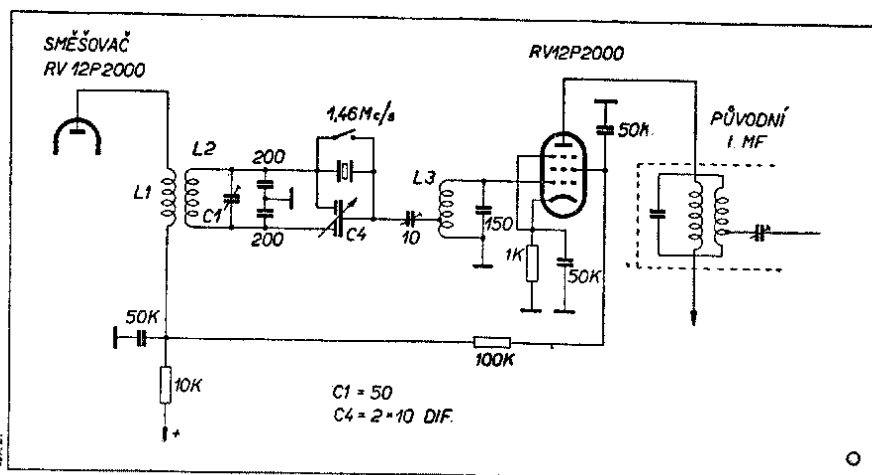 SMĚŠOVAČ
RV 12P2000
RV12P2000
1,46 Mc/s
50K
PŮVODNÍ
I. MF
L2
200
L3
L1
C1
200
C4
10
150
1K
50K
50K
100K
10K
+
C1 = 50
C4 = 2×10 DIF.